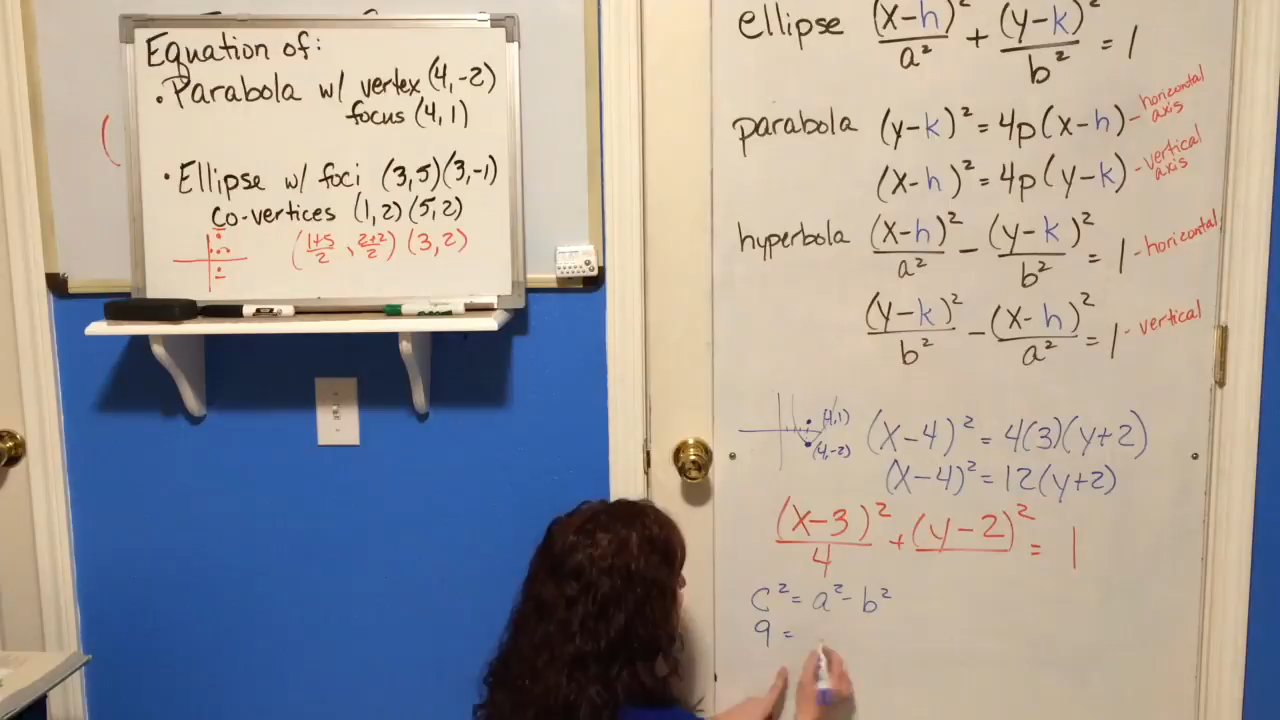 Equation of:
• Parabola w/ vertex (4, -2)
focus (4, 1)
• Ellipse w/ foci (3, 5) (3, -1)
co-vertices (1, 2) (5, 2)
(1+5/2, 2+2/2) (3, 2)
ellipse (x-h)²/a² + (y-k)²/b² = 1
parabola (y-k)² = 4p(x-h) - horizontal axis
(x-h)² = 4p(y-k) - vertical axis
hyperbola (x-h)²/a² - (y-k)²/b² = 1 - horizontal
(y-k)²/b² - (x-h)²/a² = 1 - vertical
(4,1)
(4,-2)
(x-4)² = 4(3)(y+2)
(x-4)² = 12(y+2)
(x-3)²/4 + (y-2)²/ = 1
c² = a² - b²
9 =